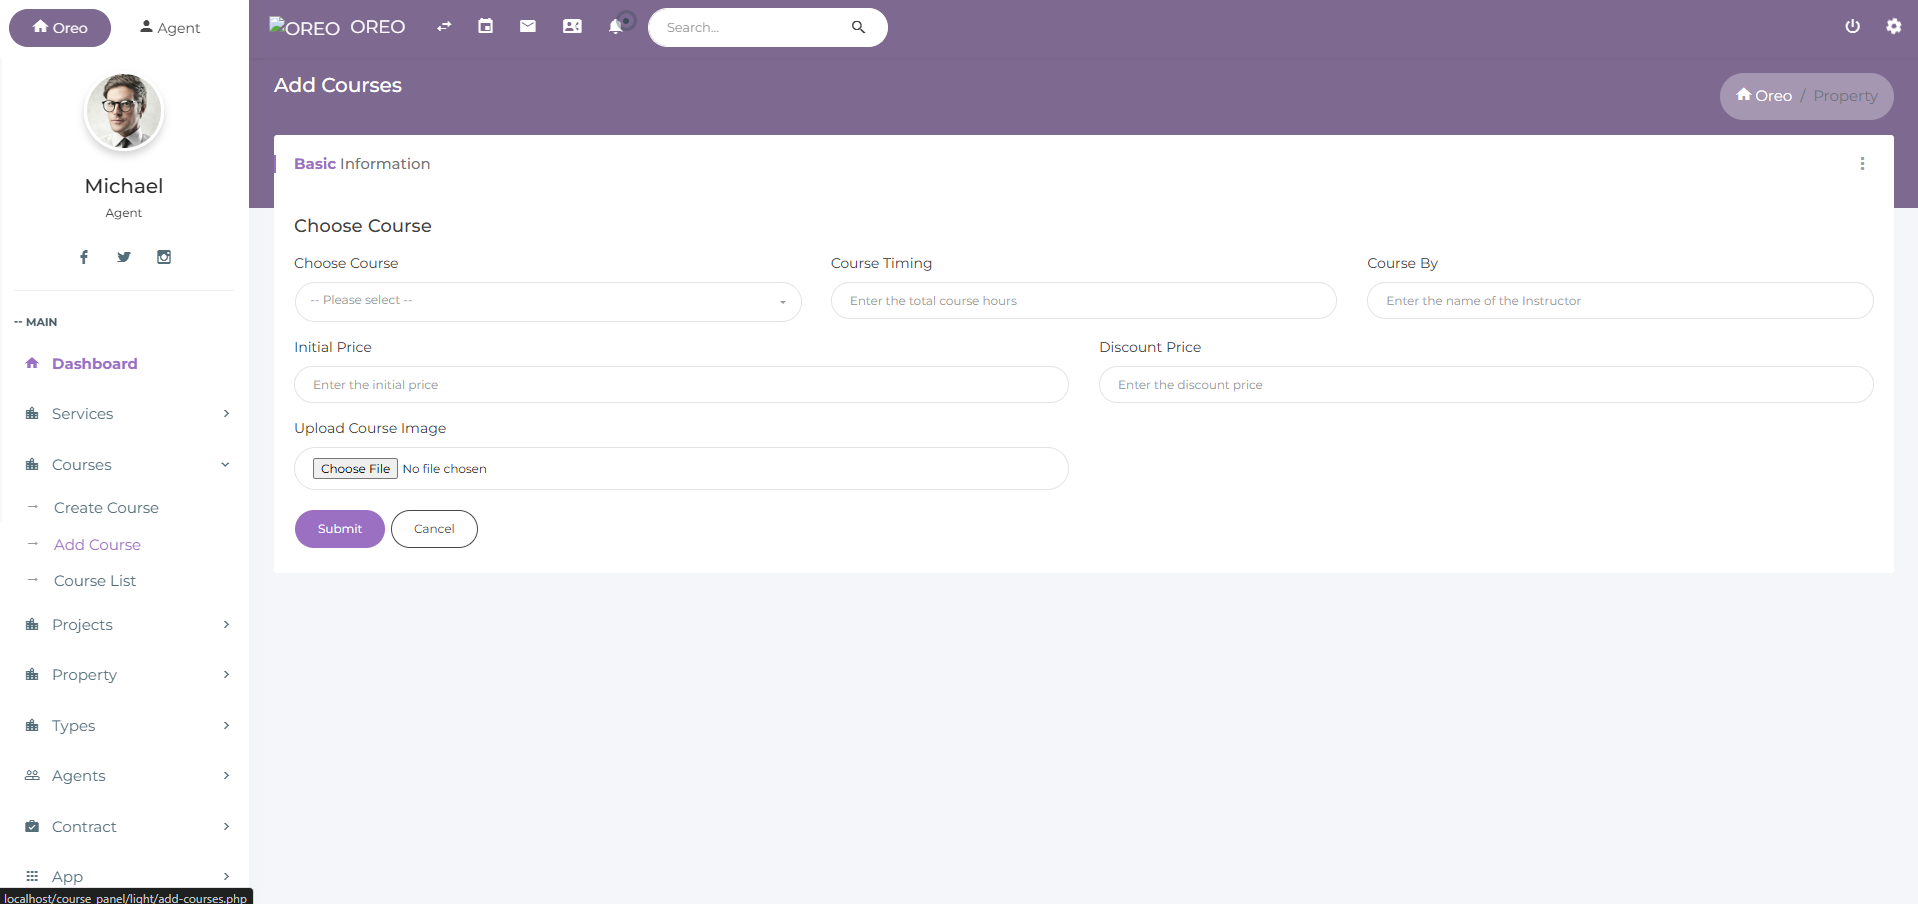 Oreo
Agent
OREO OREO
Search...
Add Courses
Oreo / Property
Michael
Agent
-- MAIN
Dashboard
Services
Courses
Create Course
Add Course
Course List
Projects
Property
Types
Agents
Contract
App
localhost/course_panel/light/add-courses.php
Basic Information
Choose Course
Choose Course
-- Please select --
Course Timing
Enter the total course hours
Course By
Enter the name of the Instructor
Initial Price
Enter the initial price
Discount Price
Enter the discount price
Upload Course Image
Choose File No file chosen
Submit
Cancel